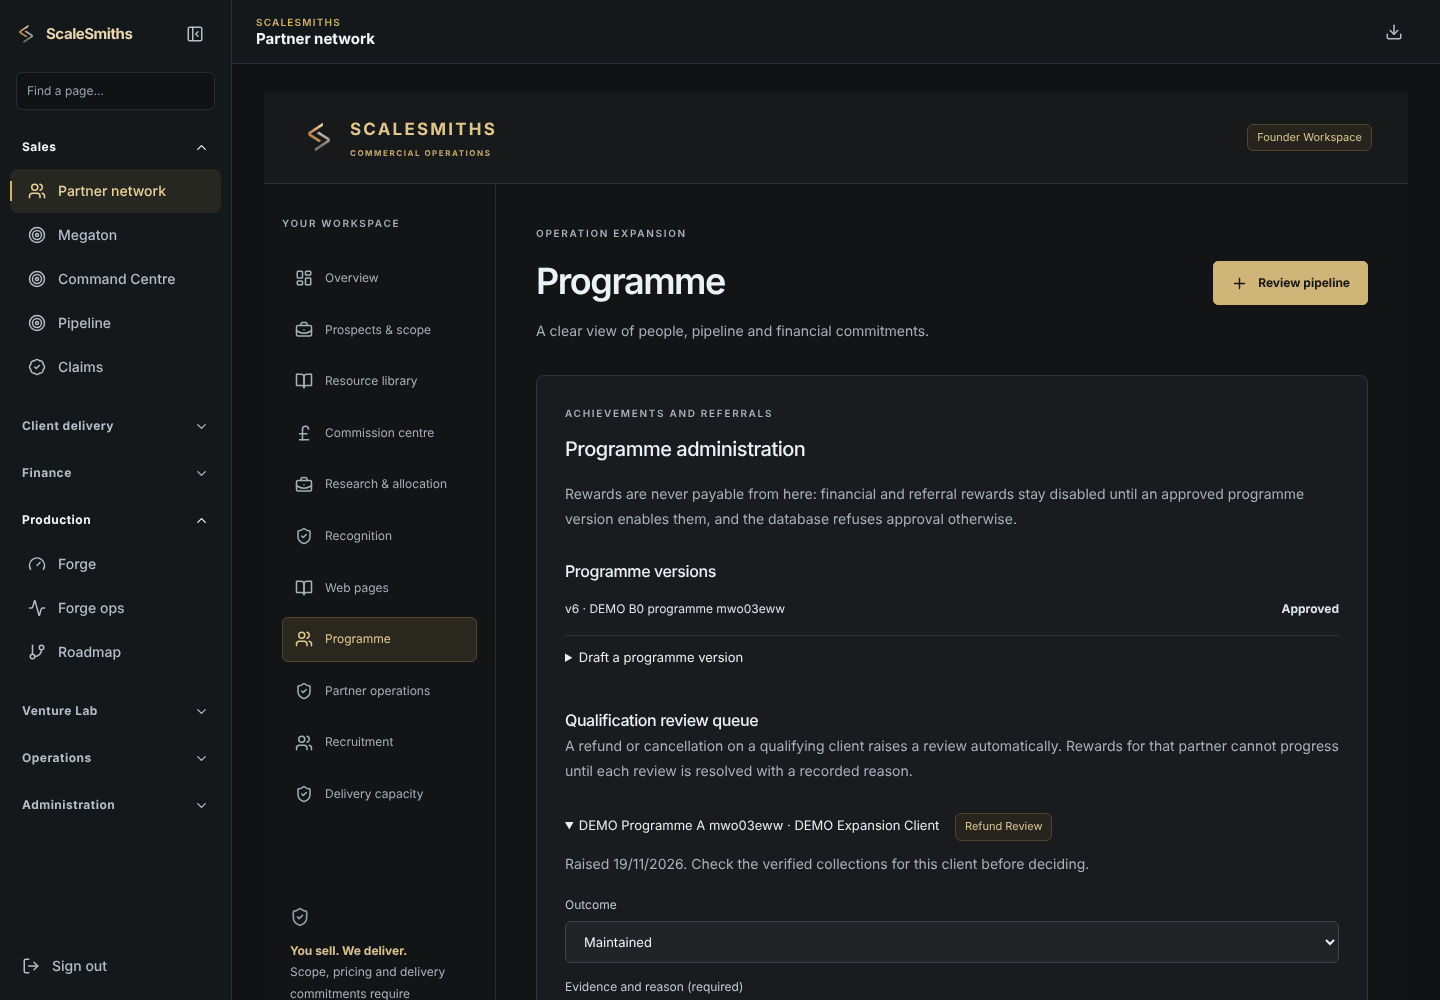 ScaleSmiths
Find a page...
Sales
Partner network
Megaton
Command Centre
Pipeline
Claims
Client delivery
Finance
Production
Forge
Forge ops
Roadmap
Venture Lab
Operations
Administration
Sign out
SCALESMITHS
Partner network
SCALESMITHS
COMMERCIAL OPERATIONS
Founder Workspace
YOUR WORKSPACE
Overview
Prospects & scope
Resource library
Commission centre
Research & allocation
Recognition
Web pages
Programme
Partner operations
Recruitment
Delivery capacity
You sell. We deliver.
Scope, pricing and delivery
commitments require
OPERATION EXPANSION
Programme
Review pipeline
A clear view of people, pipeline and financial commitments.
ACHIEVEMENTS AND REFERRALS
Programme administration
Rewards are never payable from here: financial and referral rewards stay disabled until an approved programme
version enables them, and the database refuses approval otherwise.
Programme versions
v6 · DEMO B0 programme mwo03eww
Approved
Draft a programme version
Qualification review queue
A refund or cancellation on a qualifying client raises a review automatically. Rewards for that partner cannot progress
until each review is resolved with a recorded reason.
DEMO Programme A mwo03eww · DEMO Expansion Client
Refund Review
Raised 19/11/2026. Check the verified collections for this client before deciding.
Outcome
Maintained
Evidence and reason (required)